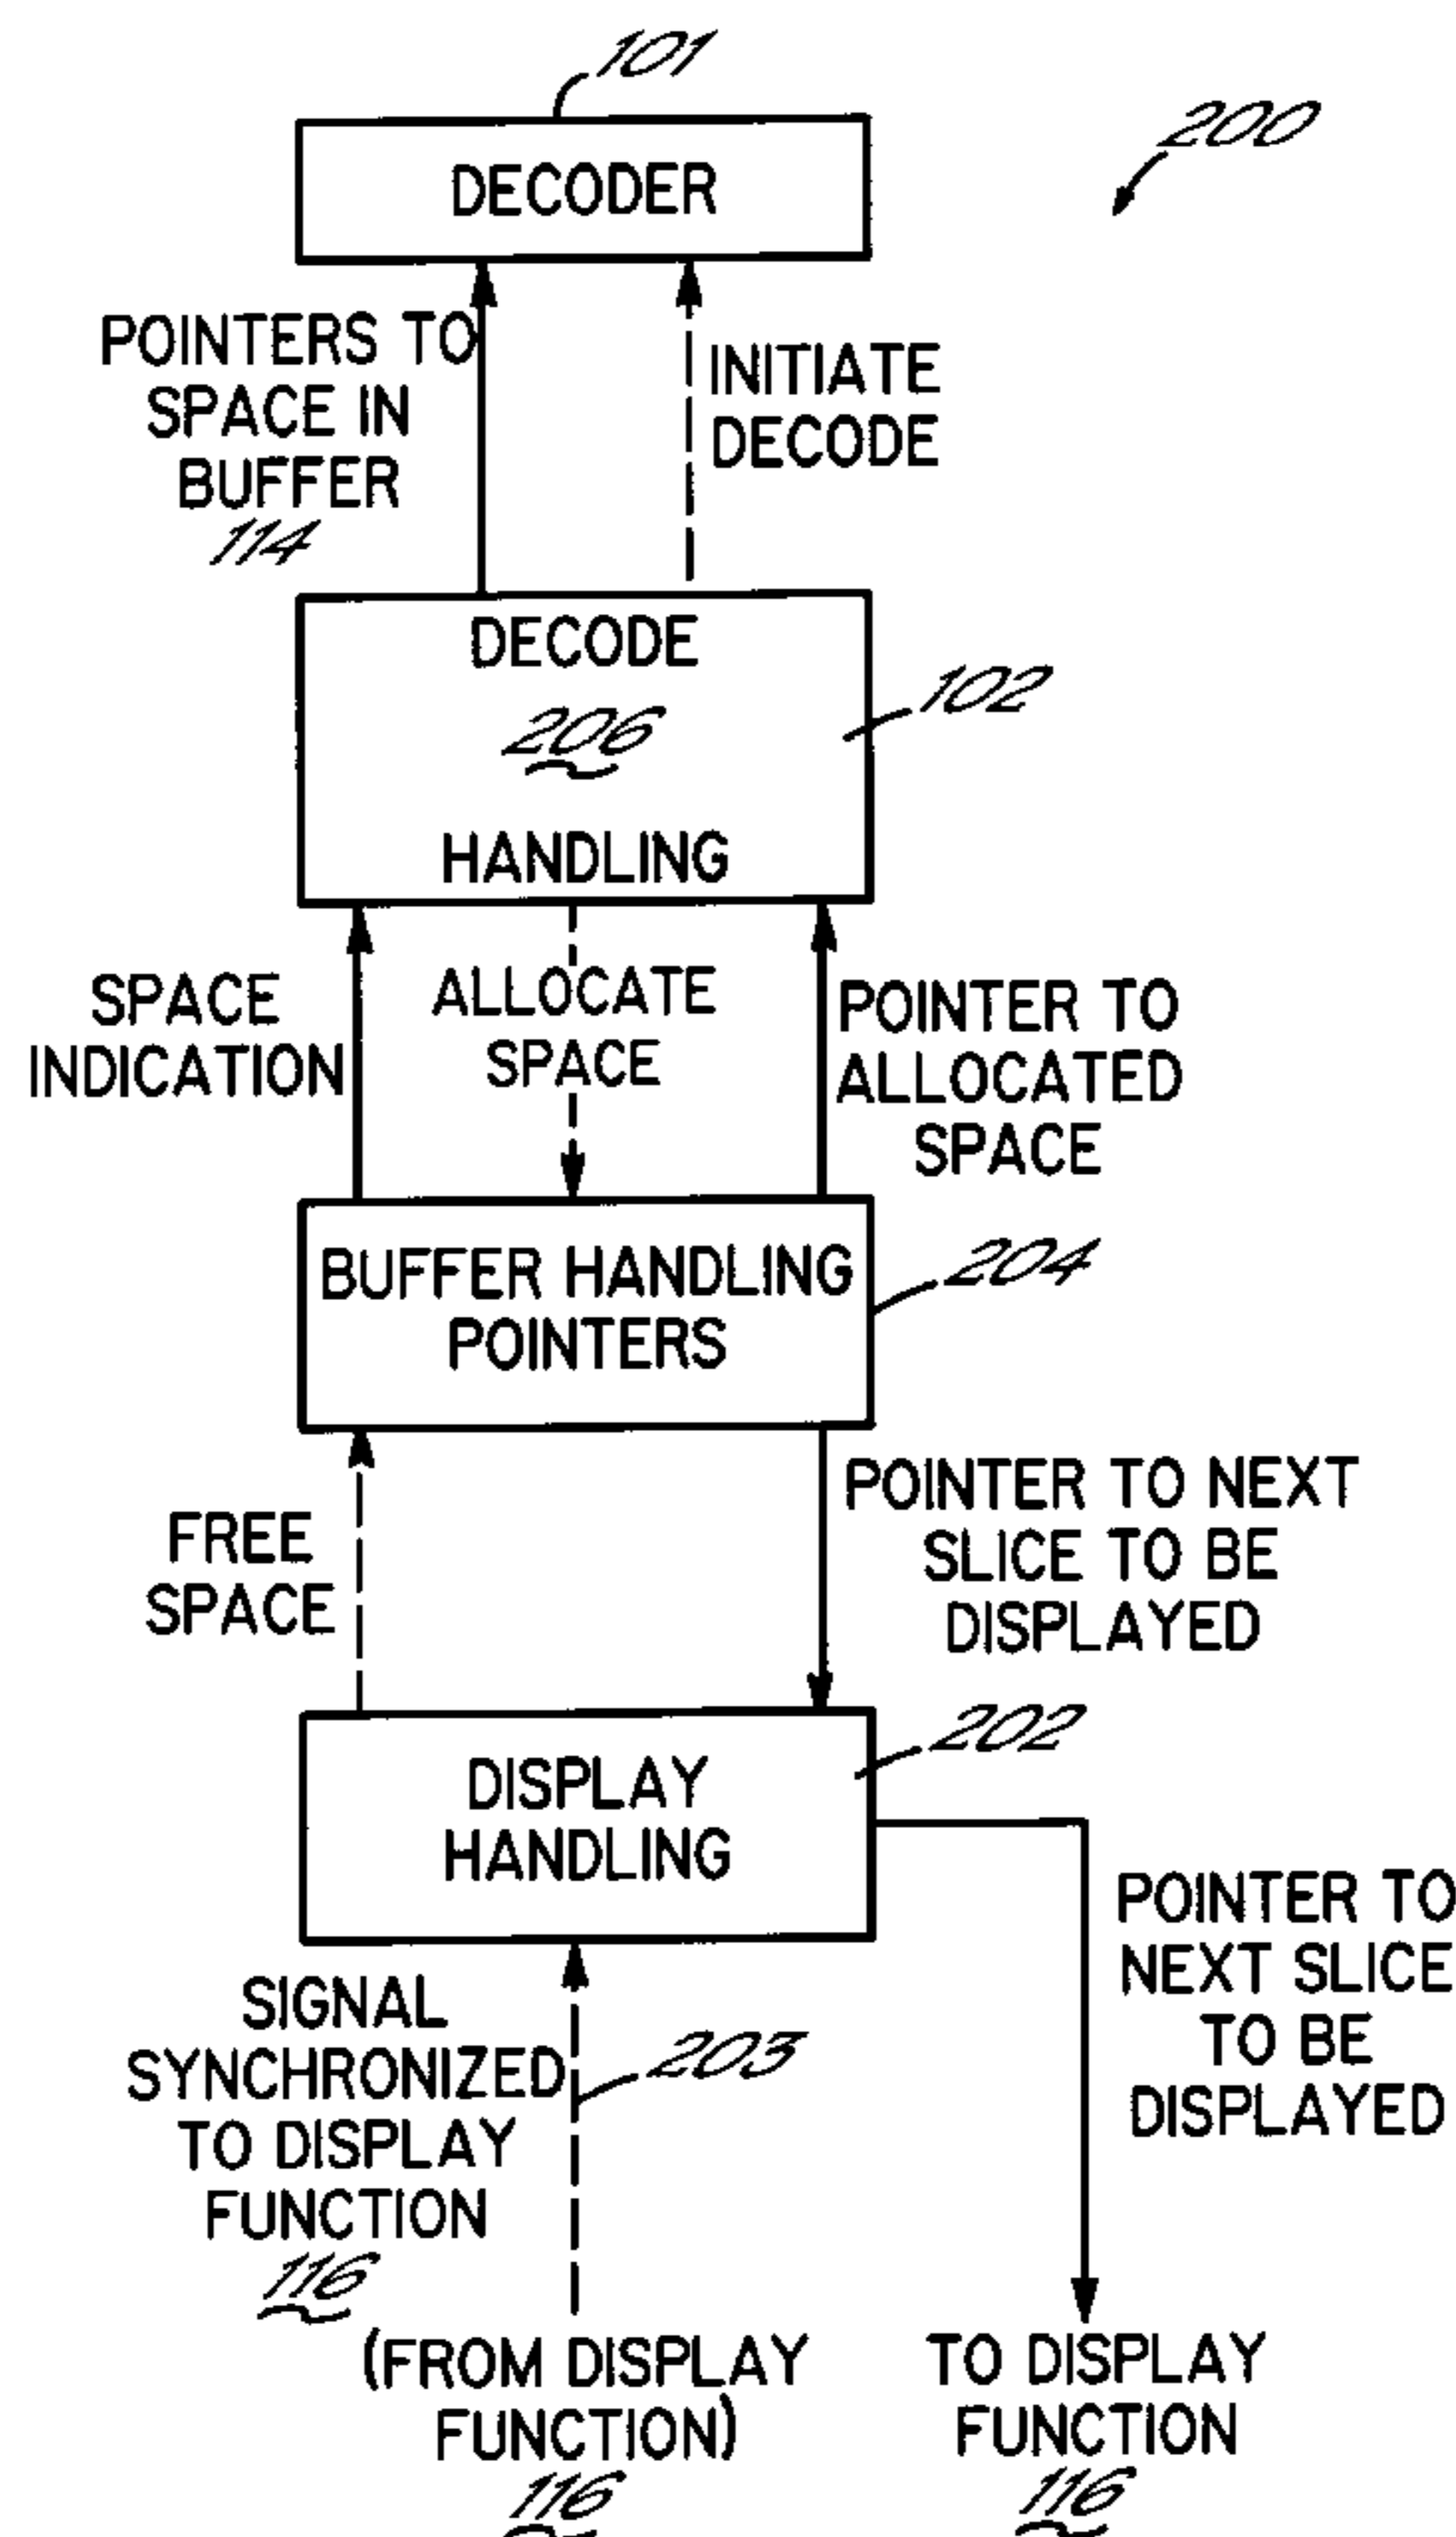 101
200
DECODER
POINTERS TO
SPACE IN
BUFFER
114
INITIATE
DECODE
DECODE
206
HANDLING
102
SPACE
INDICATION
ALLOCATE
SPACE
POINTER TO
ALLOCATED
SPACE
BUFFER HANDLING
POINTERS
204
FREE
SPACE
POINTER TO NEXT
SLICE TO BE
DISPLAYED
202
DISPLAY
HANDLING
SIGNAL
SYNCHRONIZED
TO DISPLAY
FUNCTION
116
203
POINTER TO
NEXT SLICE
TO BE
DISPLAYED
(FROM DISPLAY
FUNCTION)
116
TO DISPLAY
FUNCTION
116